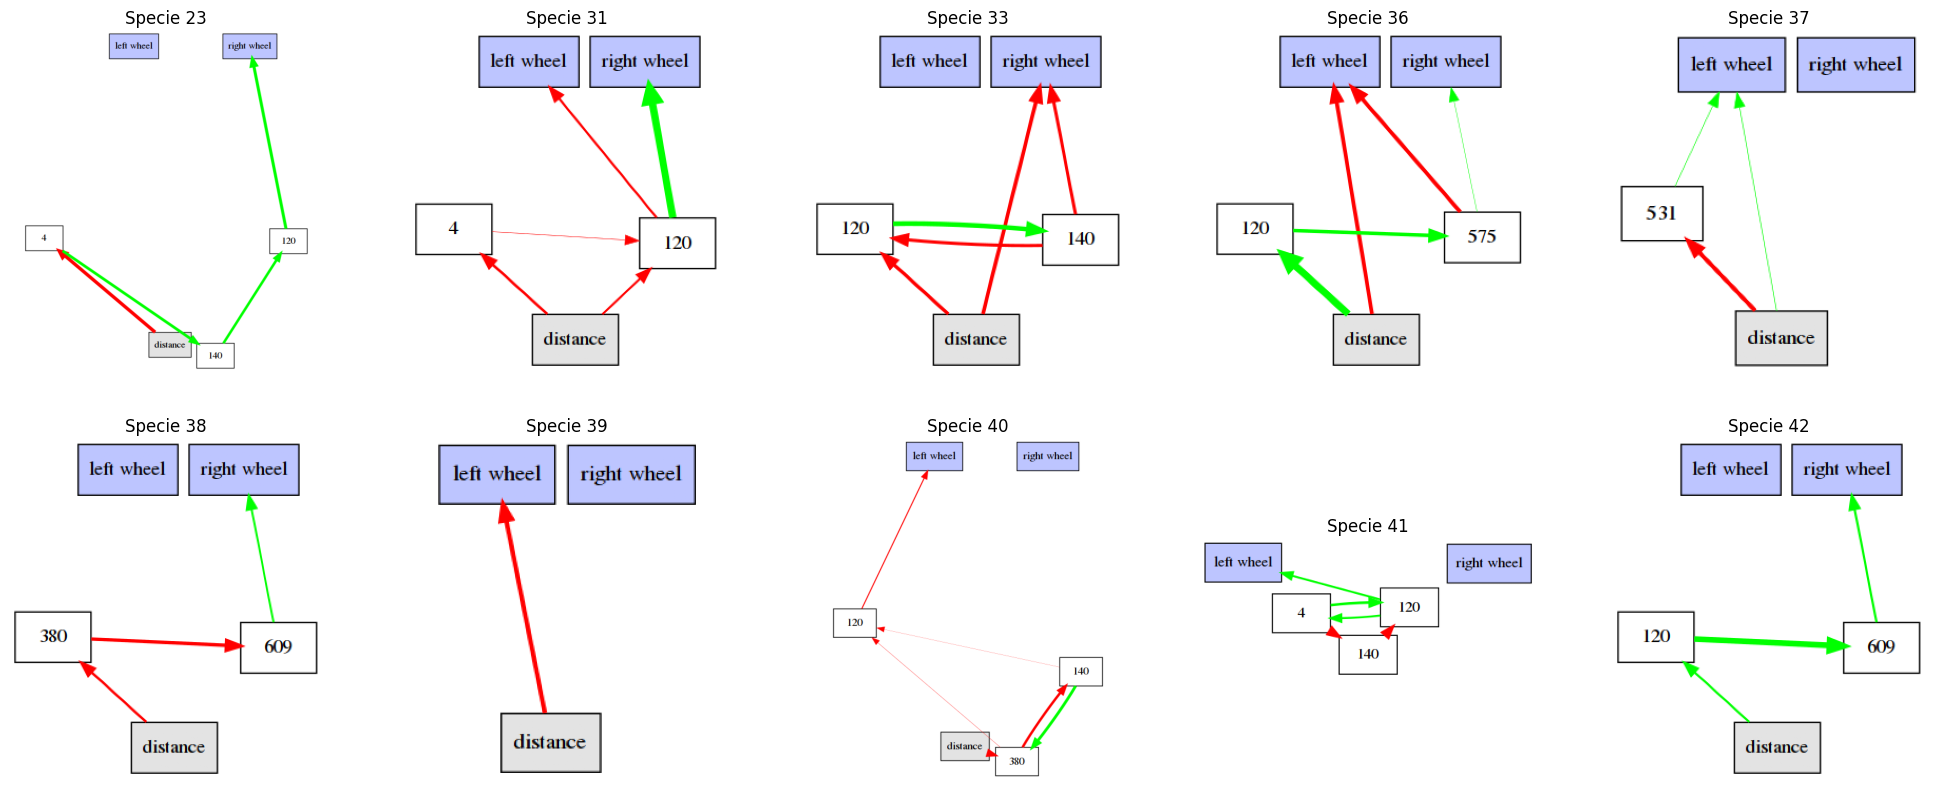 Specie 23
left wheel
right wheel
4
120
distance
140
Specie 31
left wheel
right wheel
4
120
distance
Specie 33
left wheel
right wheel
120
140
distance
Specie 36
left wheel
right wheel
120
575
distance
Specie 37
left wheel
right wheel
531
distance
Specie 38
left wheel
right wheel
380
609
distance
Specie 39
left wheel
right wheel
distance
Specie 40
left wheel
right wheel
120
140
distance
380
Specie 41
left wheel
right wheel
4
120
140
Specie 42
left wheel
right wheel
120
609
distance